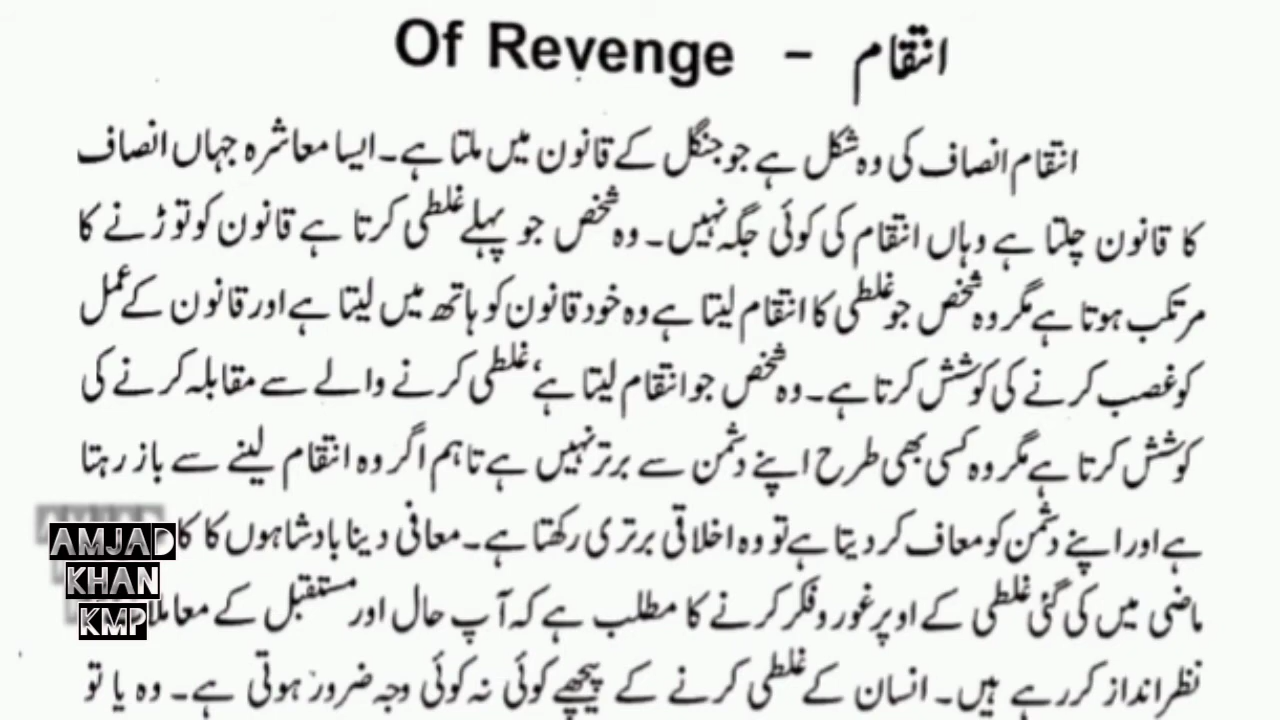 Of Revenge - انتقام
انتقام انصاف کی وہ شکل ہے جو جنگل کے قانون میں ملتا ہے۔ ایسا معاشرہ جہاں انصاف
کا قانون چلتا ہے وہاں انتقام کی کوئی جگہ نہیں۔ وہ شخص جو پہلے غلطی کرتا ہے قانون کو توڑنے کا
مرتکب ہوتا ہے مگر وہ شخص جو غلطی کا انتقام لیتا ہے وہ خود قانون کو ہاتھ میں لیتا ہے اور قانون کے عمل
کو غصب کرنے کی کوشش کرتا ہے۔ وہ شخص جو انتقام لیتا ہے، غلطی کرنے والے سے مقابلہ کرنے کی
کوشش کرتا ہے مگر وہ کسی بھی طرح اپنے دشمن سے برتر نہیں ہے تاہم اگر وہ انتقام لینے سے باز رہتا
ہے اور اپنے دشمن کو معاف کر دیتا ہے تو وہ اخلاقی برتری رکھتا ہے۔ معافی دینا بادشاہوں کا
ماضی میں کی گئی غلطی کے اوپر غور و فکر کرنے کا مطلب ہے کہ آپ حال اور مستقبل کے
نظر انداز کر رہے ہیں۔ انسان کے غلطی کرنے کے پیچھے کوئی نہ کوئی وجہ ضرور ہوتی ہے۔ وہ یا تو
AMJAD
KHAN
KMP